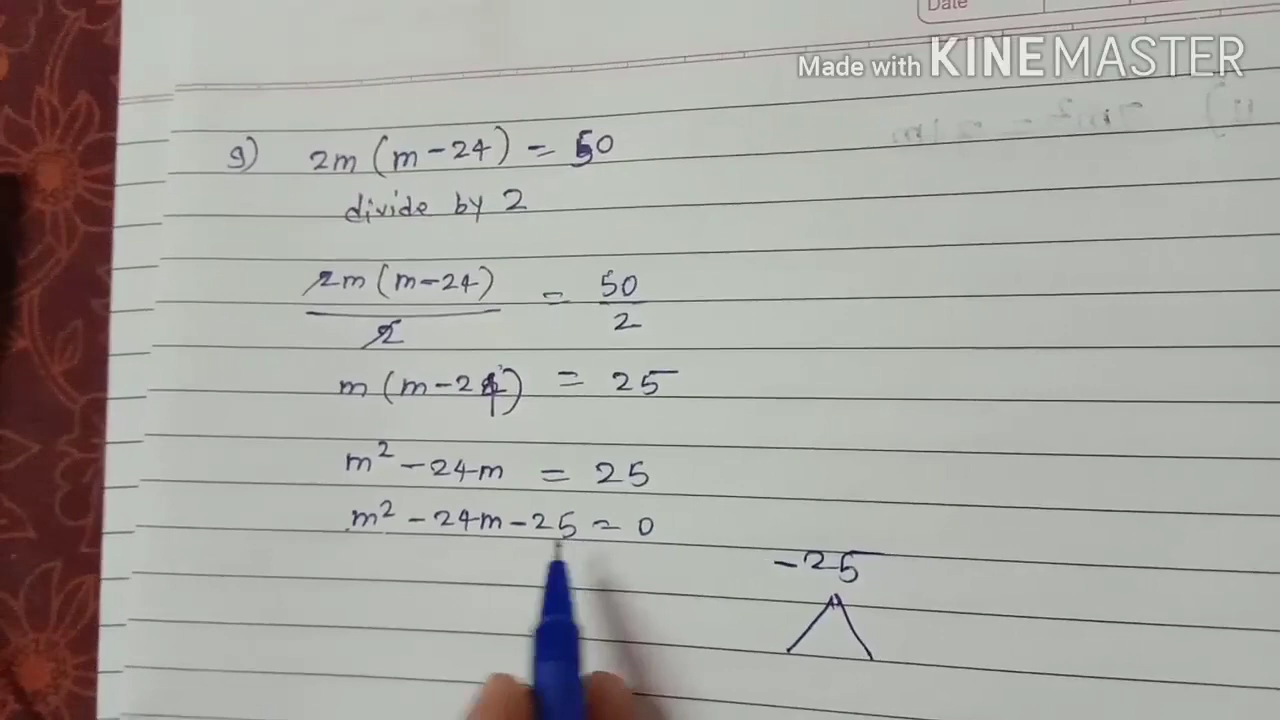 Date
Made with KINEMASTER
9) 2m (m - 24) = 50
divide by 2
2m (m - 24) / 2 = 50 / 2
m (m - 24) = 25
m² - 24m = 25
m² - 24m - 25 = 0
-25